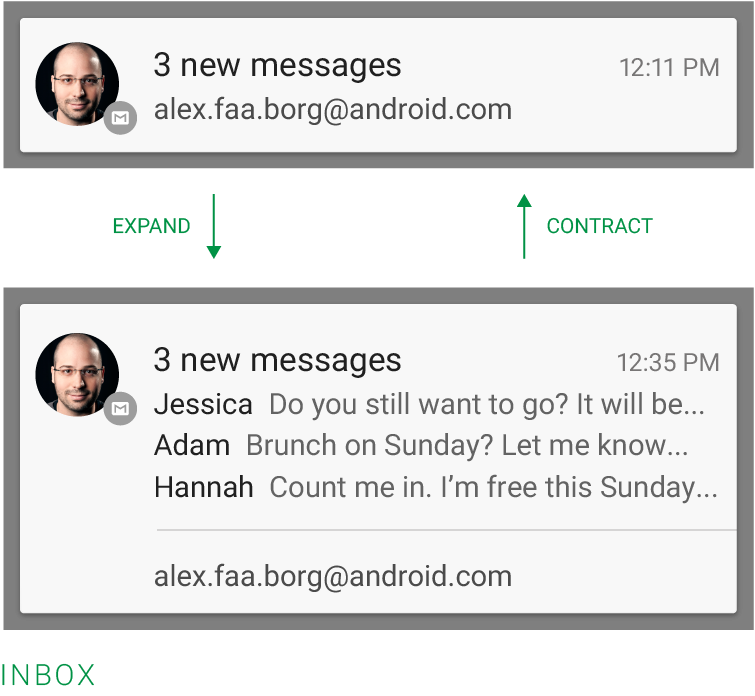 3 new messages 12:11 PM
alex.faa.borg@android.com
EXPAND CONTRACT
3 new messages 12:35 PM
Jessica Do you still want to go? It will be...
Adam Brunch on Sunday? Let me know...
Hannah Count me in. I’m free this Sunday...
alex.faa.borg@android.com
INBOX